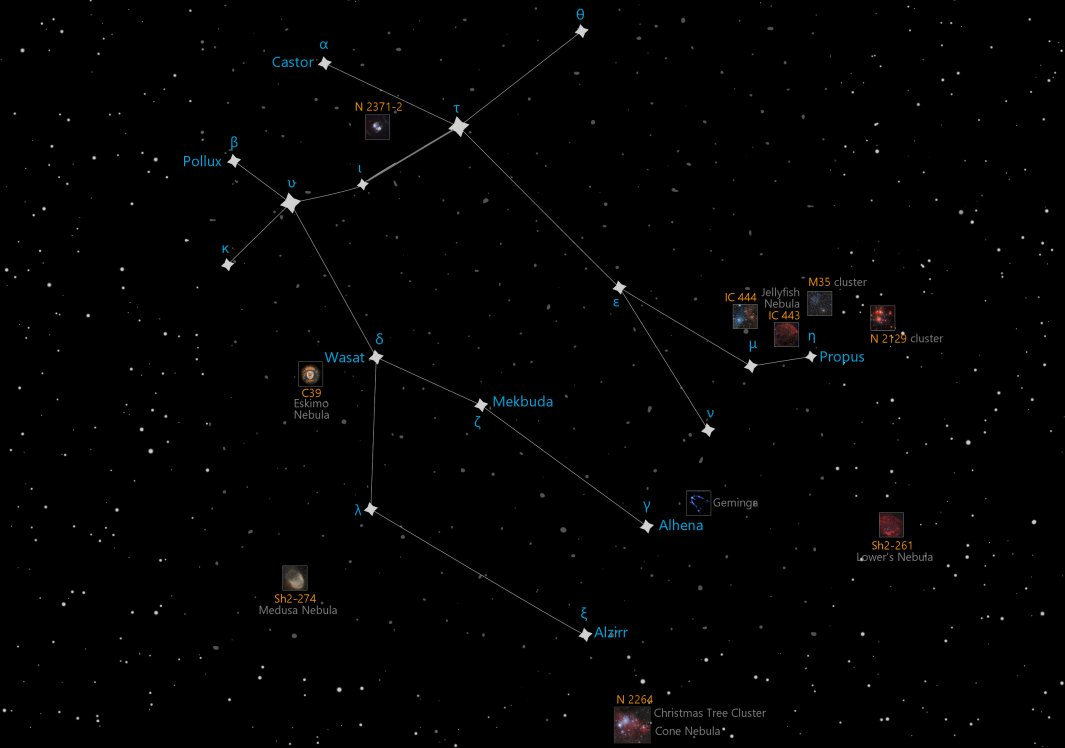 θ
α
Castor
N 2371-2
τ
β
Pollux
ι
υ
κ
ε
M35 cluster
Jellyfish
Nebula
IC 444
IC 443
N 2129 cluster
μ
η
Propus
δ
Wasat
C39
Eskimo
Nebula
Mekbuda
ζ
ν
λ
γ
Alhena
Geminga
Sh2-261
Lower's Nebula
Sh2-274
Medusa Nebula
ξ
Alzirr
N 2264
Christmas Tree Cluster
Cone Nebula